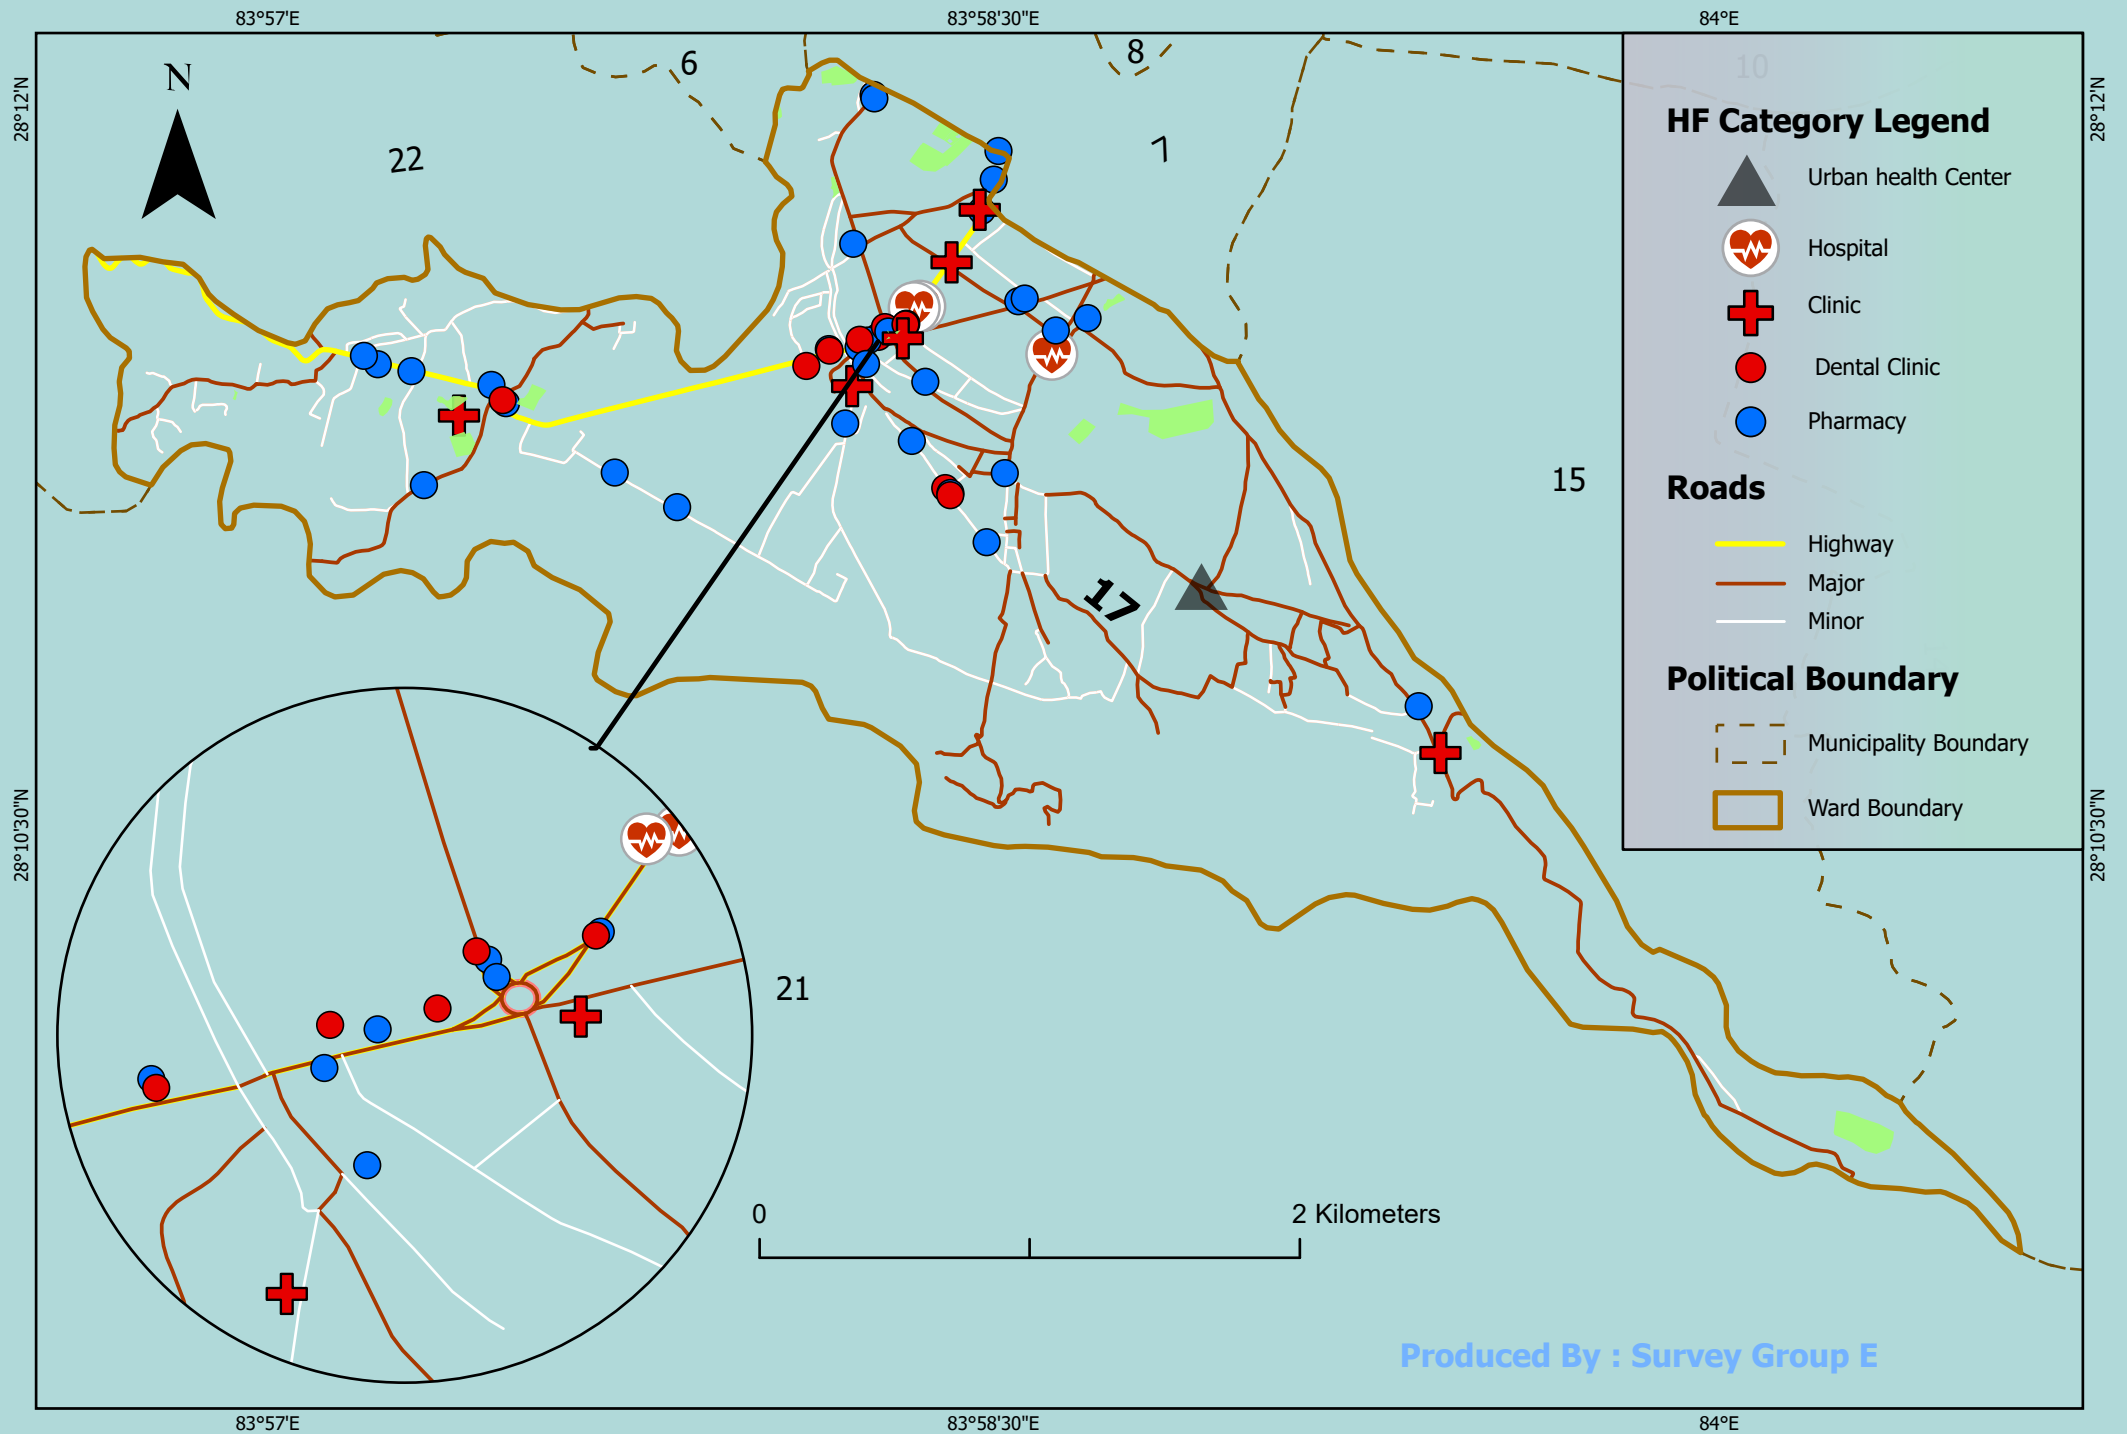 83°57'E
83°58'30"E
84°E
28°12'N
28°12'N
N
6
8
10
22
7
15
17
21
HF Category Legend
Urban health Center
Hospital
Clinic
Dental Clinic
Pharmacy
Roads
Highway
Major
Minor
Political Boundary
Municipality Boundary
Ward Boundary
28°10'30"N
28°10'30"N
0
2 Kilometers
Produced By : Survey Group E
83°57'E
83°58'30"E
84°E